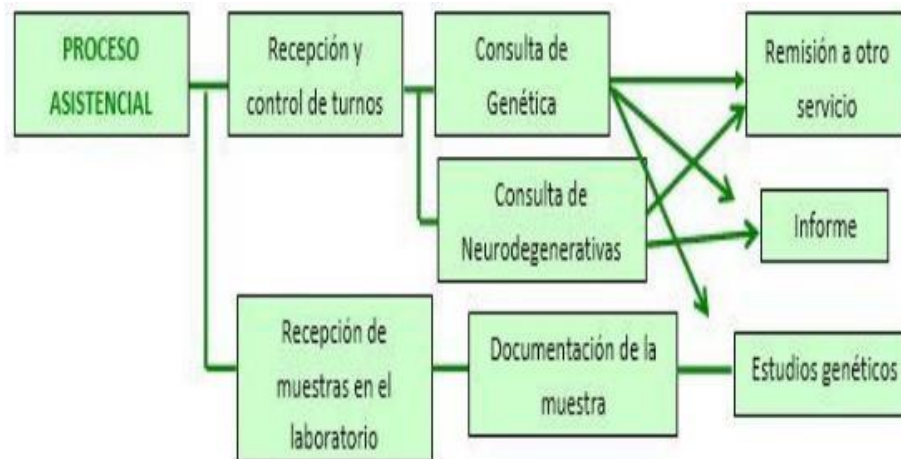 PROCESO
ASISTENCIAL
Recepción y
control de turnos
Consulta de
Genética
Remisión a otro
servicio
Consulta de
Neurodegenerativas
Informe
Recepción de
muestras en el
laboratorio
Documentación de la
muestra
Estudios genéticos